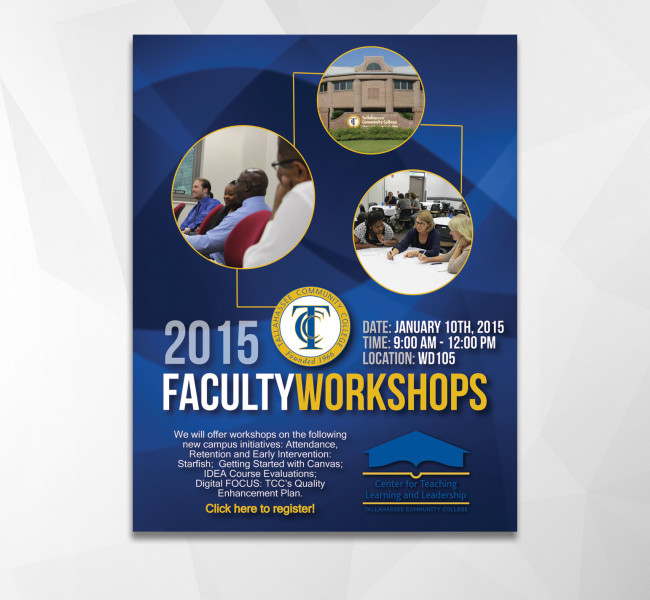 Tallahassee
Community College
TALLAHASSEE COMMUNITY COLLEGE
TCC
Founded 1966
2015
DATE: JANUARY 10TH, 2015
TIME: 9:00 AM - 12:00 PM
LOCATION: WD105
FACULTYWORKSHOPS
We will offer workshops on the following
new campus initiatives: Attendance,
Retention and Early Intervention:
Starfish; Getting Started with Canvas;
IDEA Course Evaluations;
Digital FOCUS: TCC's Quality
Enhancement Plan.
Click here to register!
Center for Teaching
Learning and Leadership
TALLAHASSEE COMMUNITY COLLEGE